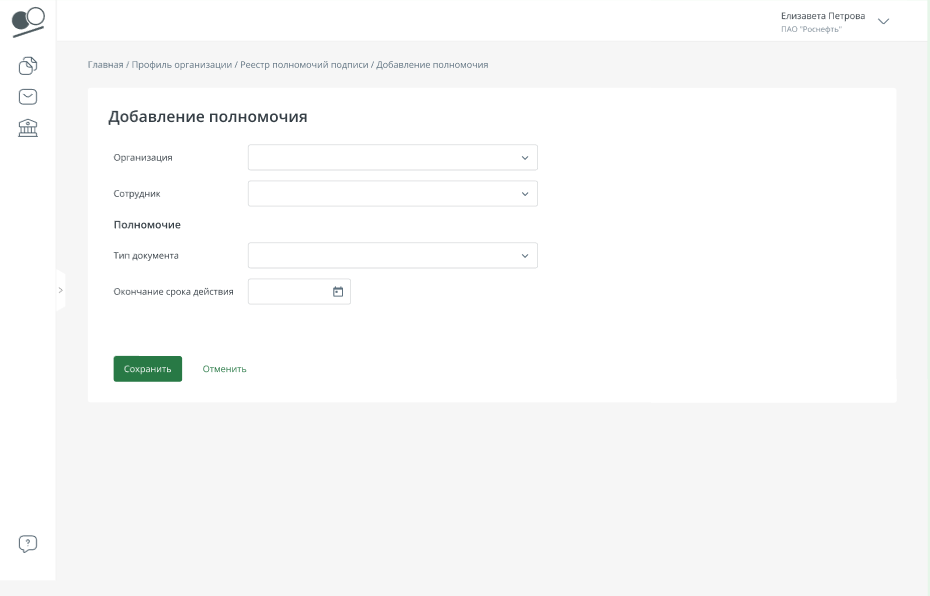 Елизавета Петрова
ПАО "Роснефть"
Главная / Профиль организации / Реестр полномочий подписи / Добавление полномочия
Добавление полномочия
Организация
Сотрудник
Полномочие
Тип документа
Окончание срока действия
Сохранить Отменить
?